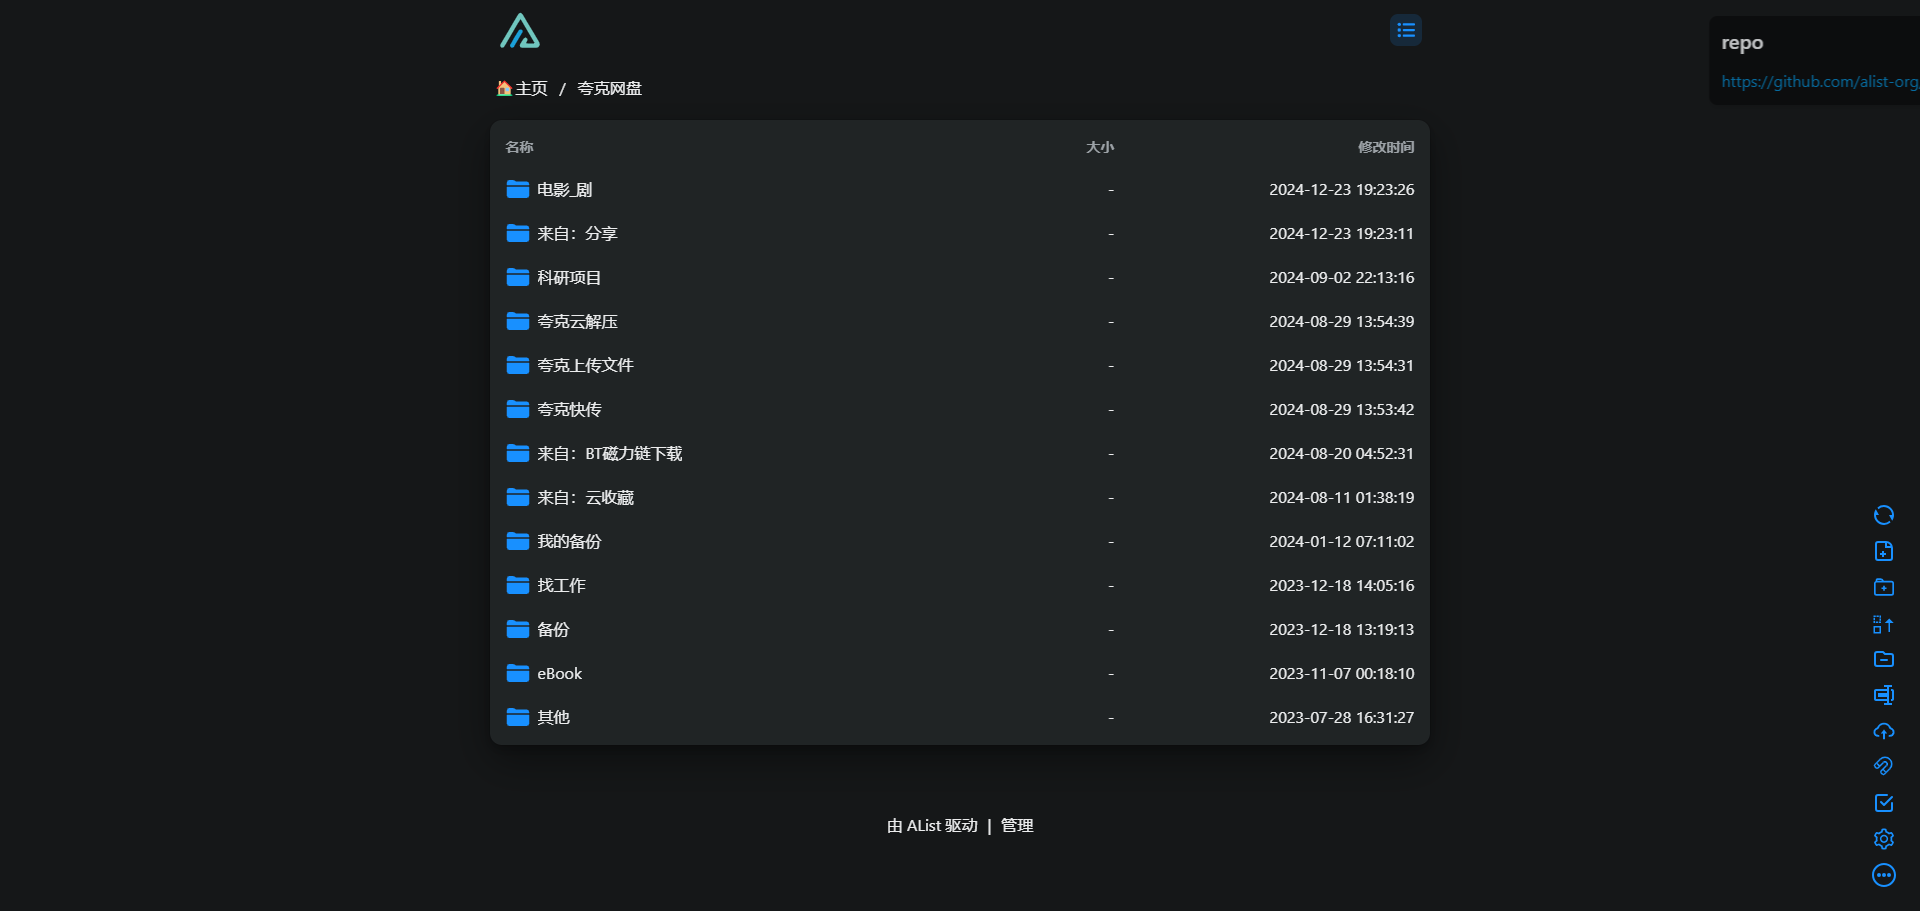 repo
https://github.com/alist-org/
🏠主页 / 夸克网盘
名称 大小 修改时间
电影_剧 - 2024-12-23 19:23:26
来自：分享 - 2024-12-23 19:23:11
科研项目 - 2024-09-02 22:13:16
夸克云解压 - 2024-08-29 13:54:39
夸克上传文件 - 2024-08-29 13:54:31
夸克快传 - 2024-08-29 13:53:42
来自：BT磁力链下载 - 2024-08-20 04:52:31
来自：云收藏 - 2024-08-11 01:38:19
我的备份 - 2024-01-12 07:11:02
找工作 - 2023-12-18 14:05:16
备份 - 2023-12-18 13:19:13
eBook - 2023-11-07 00:18:10
其他 - 2023-07-28 16:31:27
由 AList 驱动 | 管理